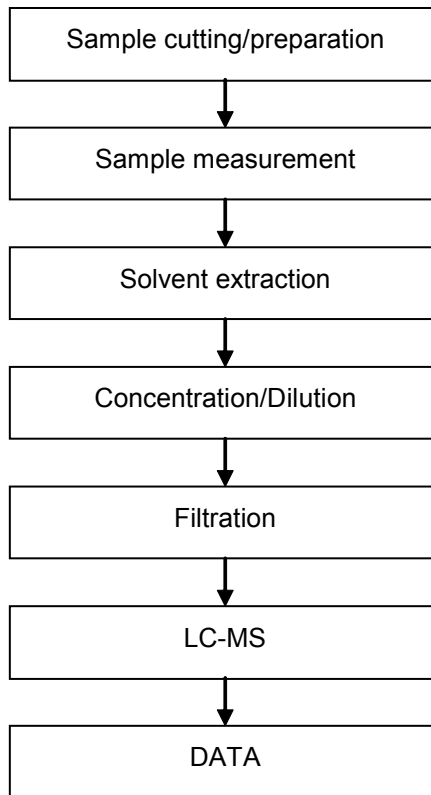 Sample cutting/preparation
Sample measurement
Solvent extraction
Concentration/Dilution
Filtration
LC-MS
DATA